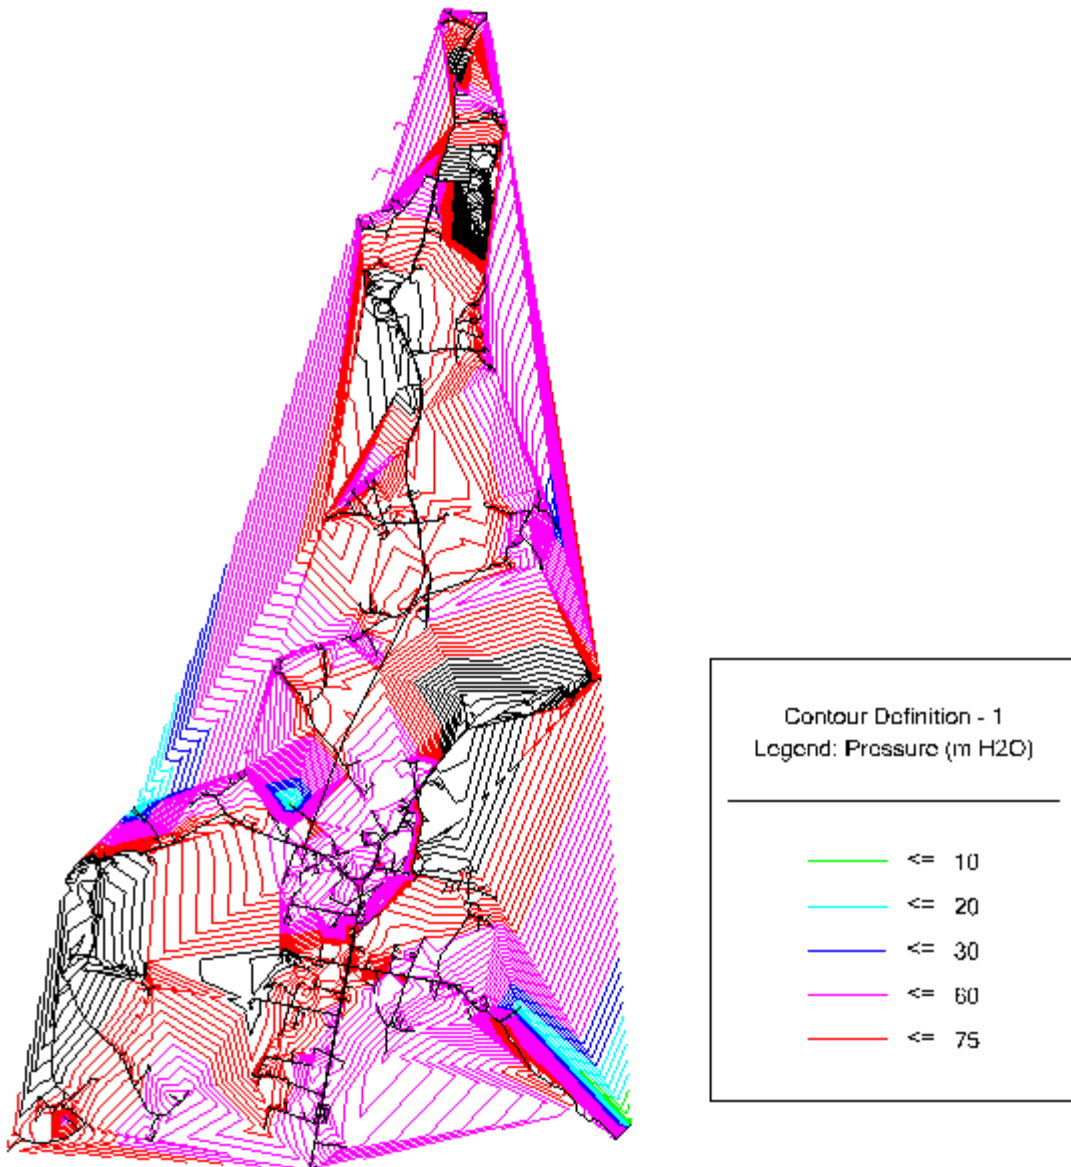 Contour Definition - 1
Legend: Pressure (m H2O)
<= 10
<= 20
<= 30
<= 60
<= 75